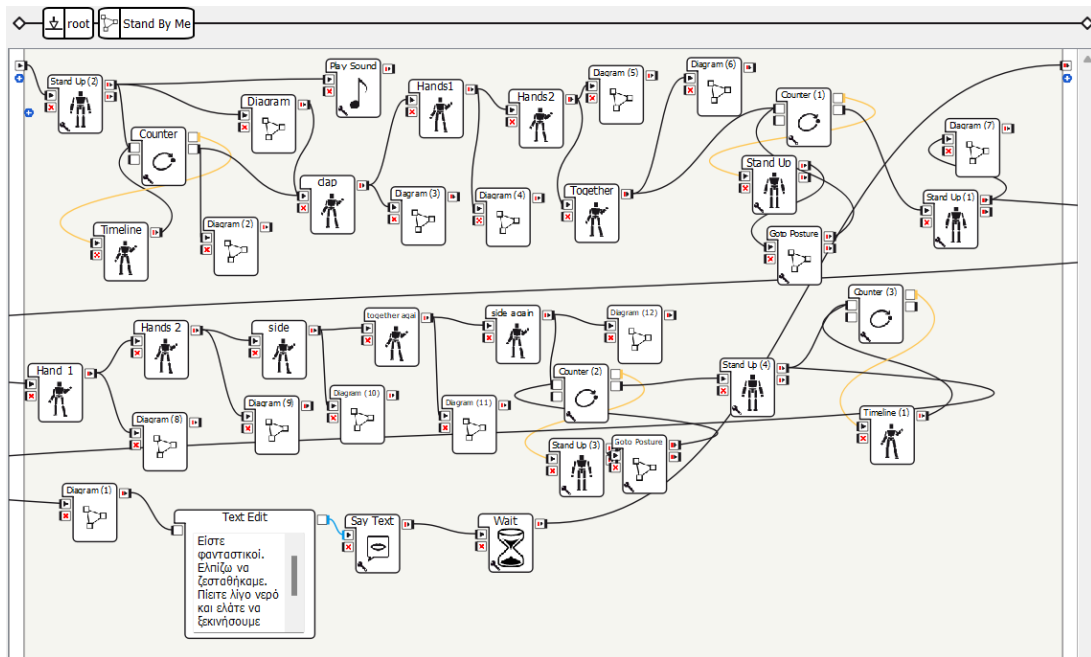 root
Stand By Me
Stand Up (2)
Play Sound
Diagram
Counter
Hands1
Hands2
Diagram (5)
Diagram (6)
Counter (1)
Diagram (7)
clap
Diagram (3)
Diagram (4)
Together
Stand Up
Stand Up (1)
Timeline
Diagram (2)
Goto Posture
Counter (3)
Hand 1
Hands 2
side
together agai
side again
Diagram (12)
Counter (2)
Stand Up (4)
Diagram (8)
Diagram (9)
Diagram (10)
Diagram (11)
Timeline (1)
Stand Up (3)
Goto Posture
Diagram (1)
Text Edit
Say Text
Wait
Είστε
φανταστικοί.
Ελπίζω να
ζεσταθήκαμε.
Πίειτε λίγο νερό
και ελάτε να
ξεκινήσουμε